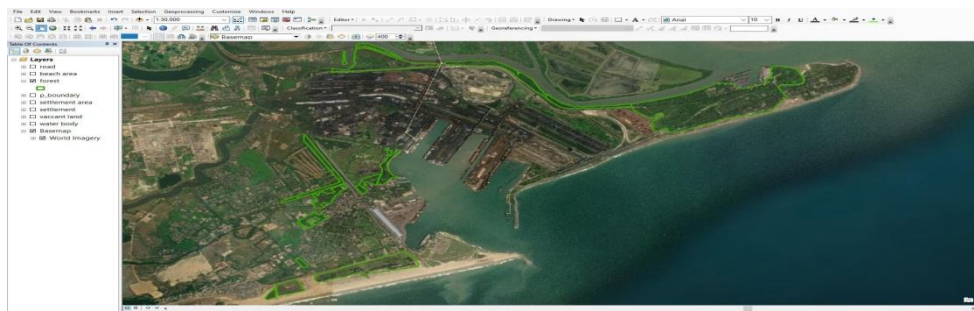 File Edit View Bookmarks Insert Selection Geoprocessing Customize Windows Help
1:30,000 Editor Drawing Arial 10 B I U A
Classification Georeferencing
Basemap 400
Table Of Contents
Layers
road
beach area
forest
p_boundary
settlement area
settlement
vaccant land
water body
Basemap
World Imagery